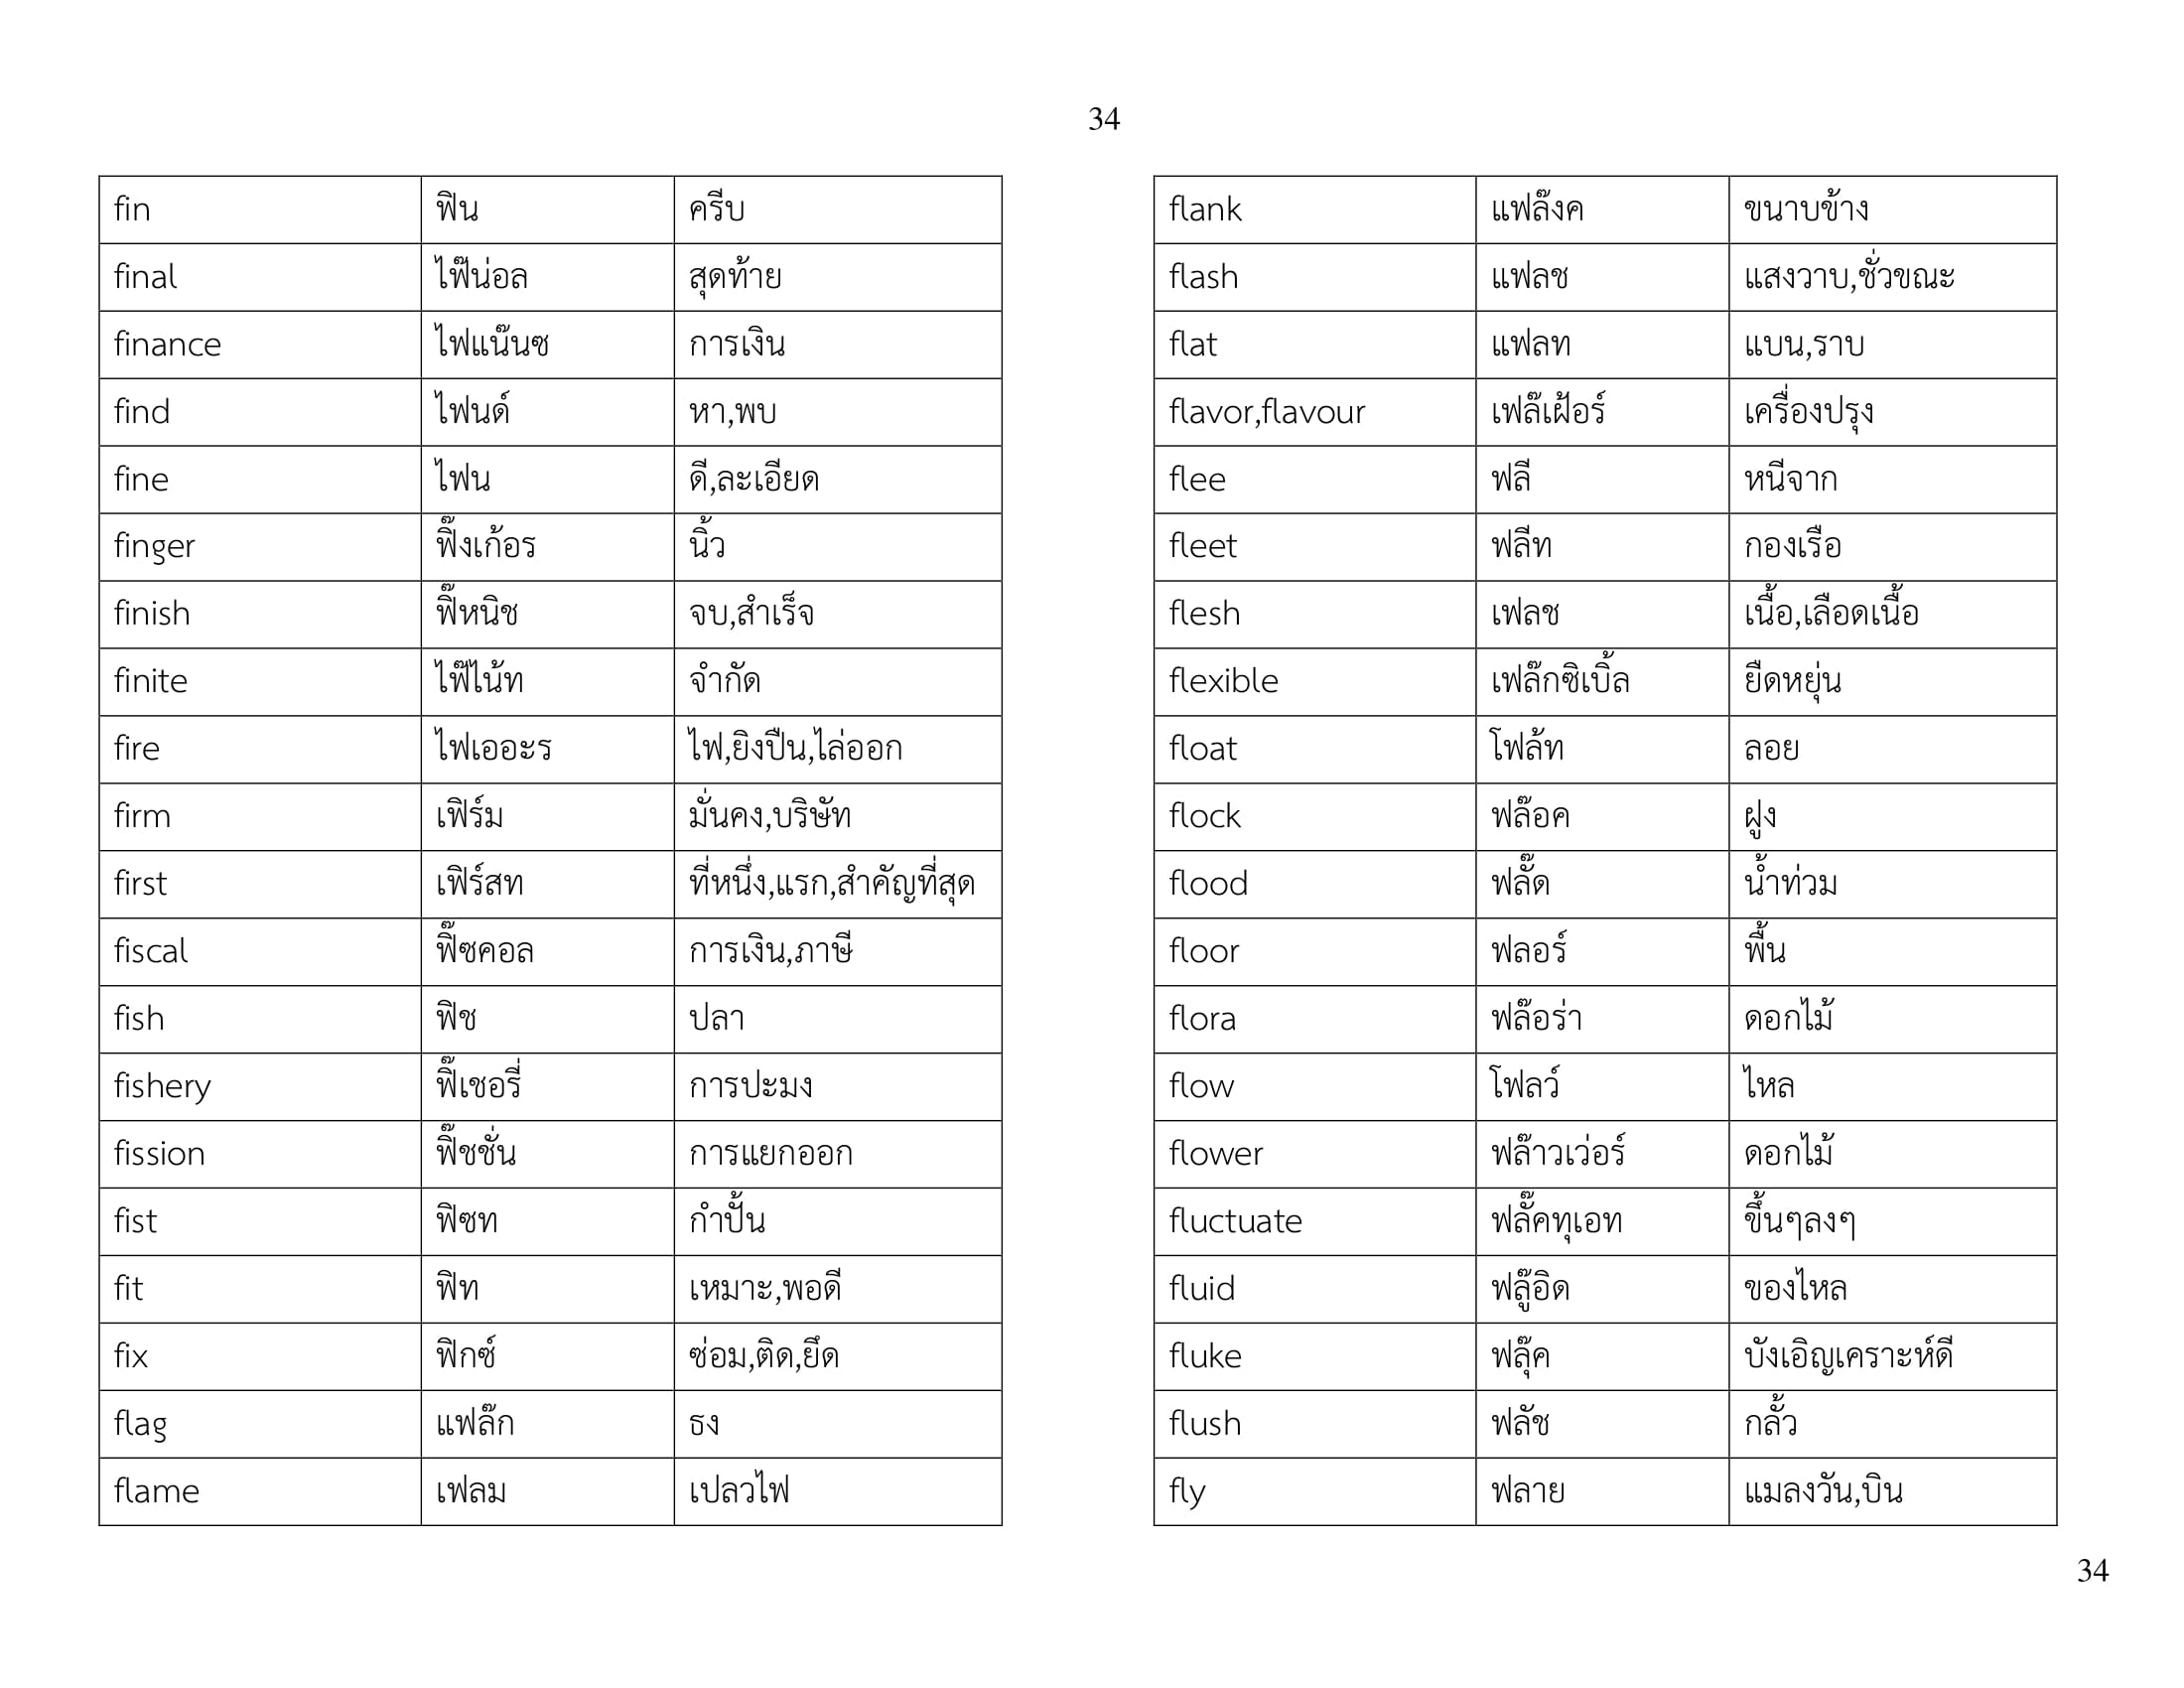 34
fin ฟิน ครีบ
final ไฟ๊น่อล สุดท้าย
finance ไฟแน๊นซ การเงิน
find ไฟนด์ หา,พบ
fine ไฟน ดี,ละเอียด
finger ฟิ๊งเก้อร นิ้ว
finish ฟิ๊หนิช จบ,สำเร็จ
finite ไฟ๊ไน้ท จำกัด
fire ไฟเออะร ไฟ,ยิงปืน,ไล่ออก
firm เฟิร์ม มั่นคง,บริษัท
first เฟิร์สท ที่หนึ่ง,แรก,สำคัญที่สุด
fiscal ฟิ๊ซคอล การเงิน,ภาษี
fish ฟิช ปลา
fishery ฟิ๊เชอรี่ การปะมง
fission ฟิ๊ชชั่น การแยกออก
fist ฟิซท กำปั้น
fit ฟิท เหมาะ,พอดี
fix ฟิกซ์ ซ่อม,ติด,ยึด
flag แฟล๊ก ธง
flame เฟลม เปลวไฟ
flank แฟล๊งค ขนาบข้าง
flash แฟลช แสงวาบ,ชั่วขณะ
flat แฟลท แบน,ราบ
flavor,flavour เฟล๊เฝ้อร์ เครื่องปรุง
flee ฟลี หนีจาก
fleet ฟลีท กองเรือ
flesh เฟลช เนื้อ,เลือดเนื้อ
flexible เฟล๊กซิเบิ้ล ยืดหยุ่น
float โฟล้ท ลอย
flock ฟล๊อค ฝูง
flood ฟลั๊ด น้ำท่วม
floor ฟลอร์ พื้น
flora ฟล๊อร่า ดอกไม้
flow โฟลว์ ไหล
flower ฟล๊าวเว่อร์ ดอกไม้
fluctuate ฟลั๊คทุเอท ขึ้นๆลงๆ
fluid ฟลู๊อิด ของไหล
fluke ฟลุ๊ค บังเอิญเคราะห์ดี
flush ฟลัช กลั้ว
fly ฟลาย แมลงวัน,บิน
34